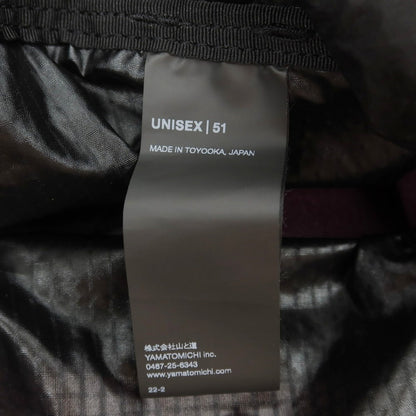 UNISEX | 51
MADE IN TOYOOKA, JAPAN
株式会社山と道
YAMATOMICHI inc.
0467-25-6343
www.yamatomichi.com
22-2